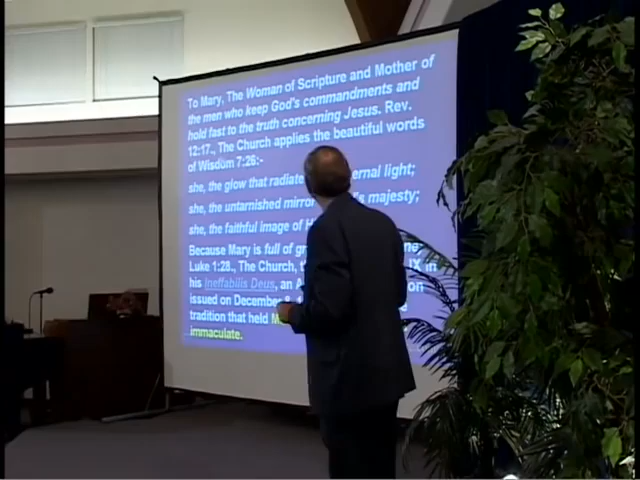 To Mary, The Woman of Scripture and Mother of
the men who keep God's commandments and
hold fast to the truth concerning Jesus. Rev.
12:17., The Church applies the beautiful words
of Wisdom 7:26:-
she, the glow that radiate ernal light;
she, the untarnished mirror 's majesty;
she, the faithful image of
Because Mary is full of gr ne
Luke 1:28., The Church, IX in
his Ineffabilis Deus, an on
issued on December
tradition that held
immaculate.